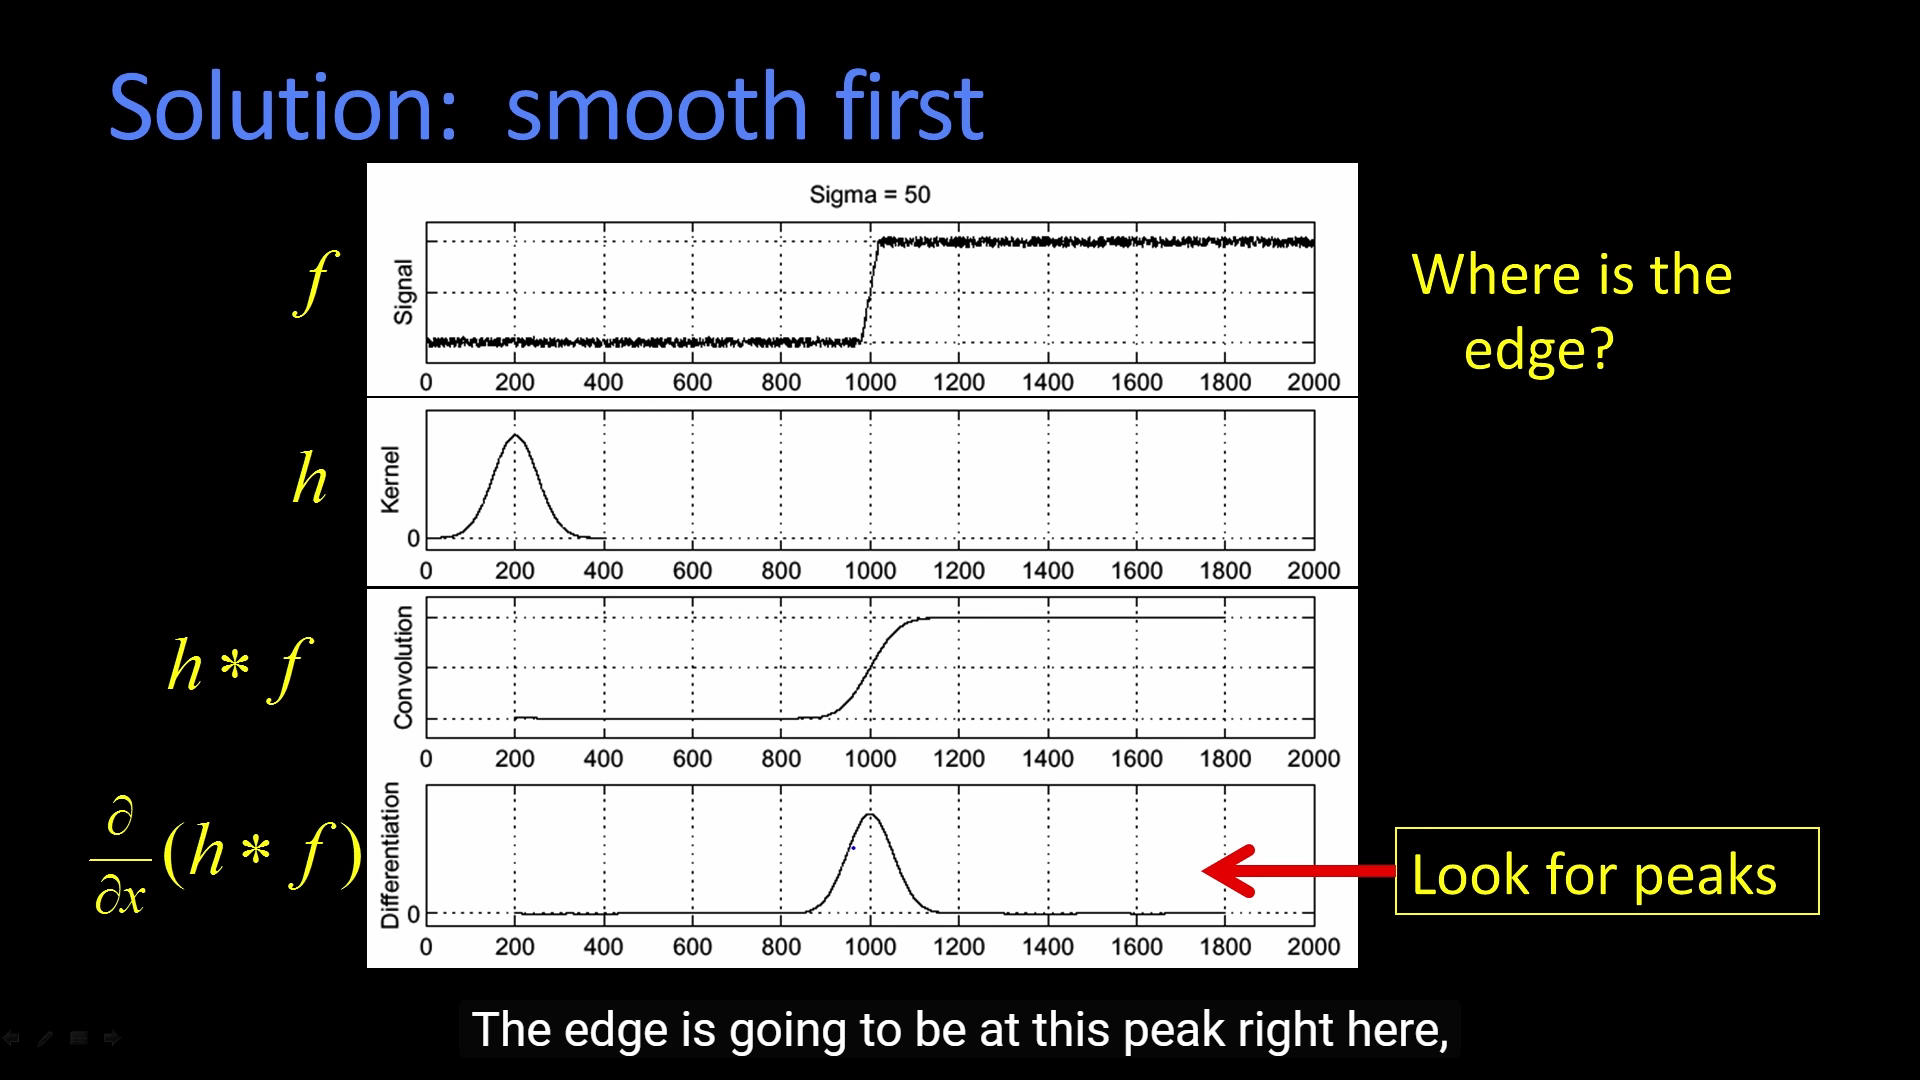 Solution: smooth first
Sigma = 50
f
Signal
0 200 400 600 800 1000 1200 1400 1600 1800 2000
Where is the
edge?
h
Kernel
0
0 200 400 600 800 1000 1200 1400 1600 1800 2000
h * f
Convolution
0 200 400 600 800 1000 1200 1400 1600 1800 2000
∂/∂x (h * f)
Differentiation
0
0 200 400 600 800 1000 1200 1400 1600 1800 2000
Look for peaks
The edge is going to be at this peak right here,